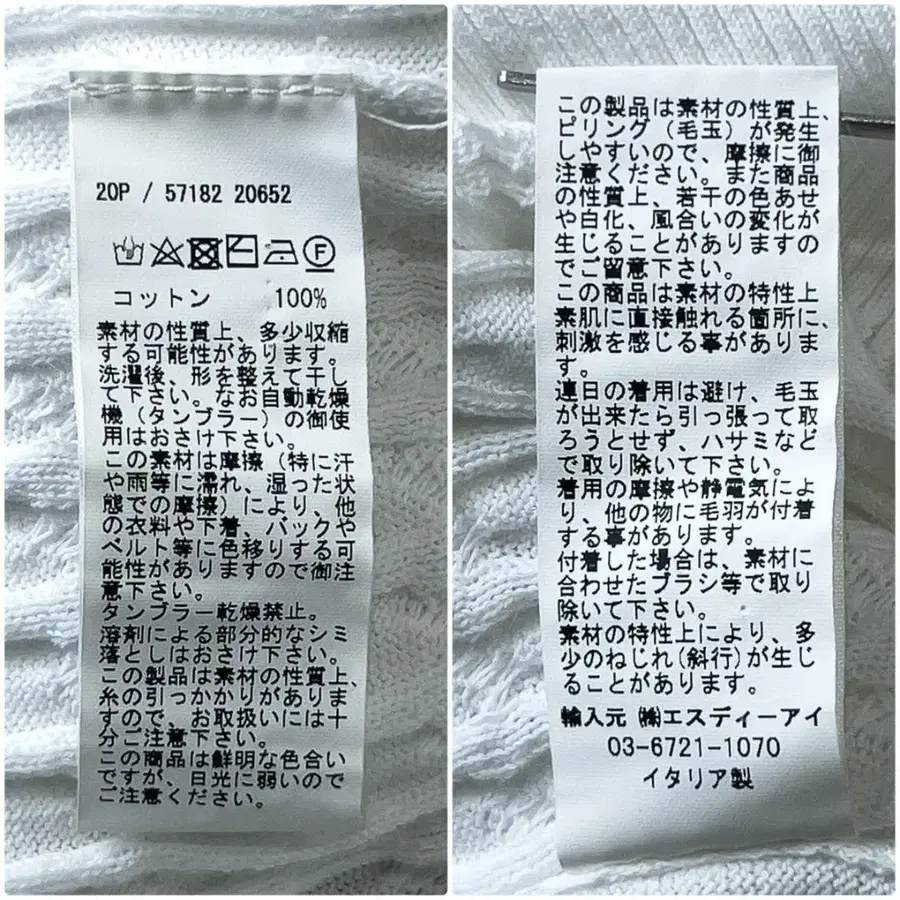 20P / 57182 20652
コットン 100%
素材の性質上、多少収縮
する可能性があります。
洗濯後、形を整えて干し
て下さい。なお自動乾燥
機（タンブラー）の御使
用はおさけ下さい。
この素材は摩擦（特に汗
や雨等に濡れ、湿った状
態での摩擦）により、他
の衣料や下着、バックや
ベルト等に色移りする可
能性がありますので御注
意下さい。
タンブラー乾燥禁止。
溶剤による部分的なシミ
落としはおさけ下さい。
この製品は素材の性質上、
糸の引っかかりがありま
すので、お取扱いには十
分ご注意下さい。
この商品は鮮明な色合い
ですが、日光に弱いので
ご注意ください。
この製品は素材の性質上、
ピリング（毛玉）が発生
しやすいので、摩擦に御
注意ください。また商品
の性質上、若干の色あせ
や白化、風合いの変化が
生じることがありますの
でご留意下さい。
この商品は素材の特性上
素肌に直接触れる箇所に、
刺激を感じる事がありま
す。
連日の着用は避け、毛玉
が出来たら引っ張って取
ろうとせず、ハサミなど
で取り除いて下さい。
着用の摩擦や静電気によ
り、他の物に毛羽が付着
する事があります。
付着した場合は、素材に
合わせたブラシ等で取り
除いて下さい。
素材の特性上により、多
少のねじれ(斜行)が生じ
ることがあります。
輸入元 ㈱エスディーアイ
03-6721-1070
イタリア製